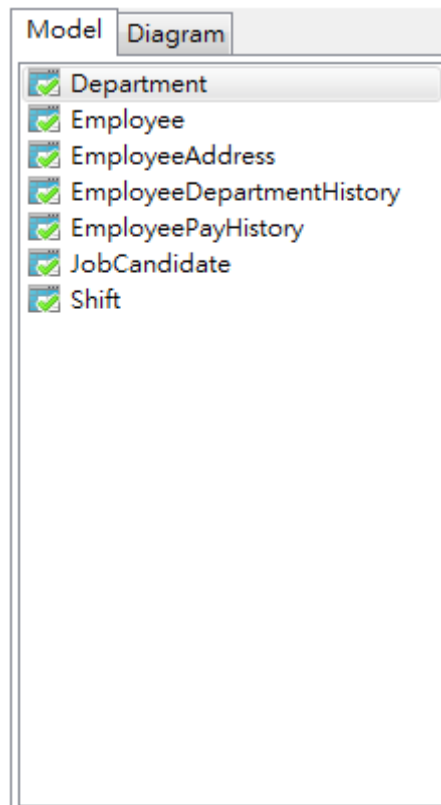 Model Diagram
Department
Employee
EmployeeAddress
EmployeeDepartmentHistory
EmployeePayHistory
JobCandidate
Shift